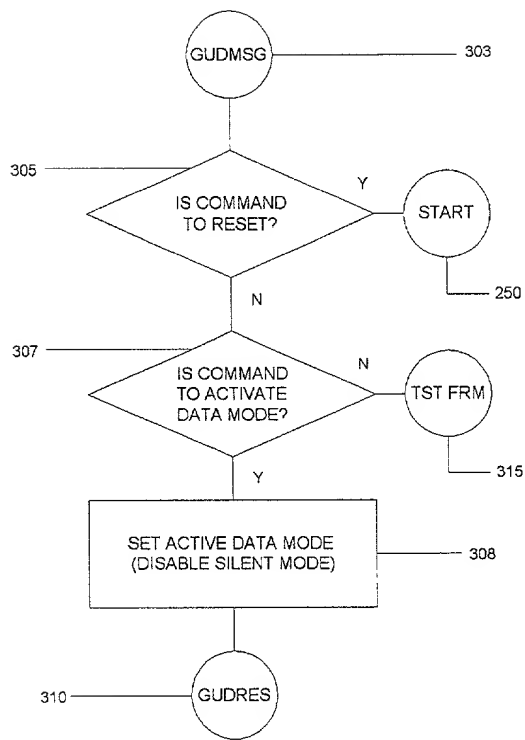 GUDMSG
303
305
IS COMMAND
TO RESET?
Y
START
250
N
307
IS COMMAND
TO ACTIVATE
DATA MODE?
N
TST FRM
315
Y
SET ACTIVE DATA MODE
(DISABLE SILENT MODE)
308
310
GUDRES